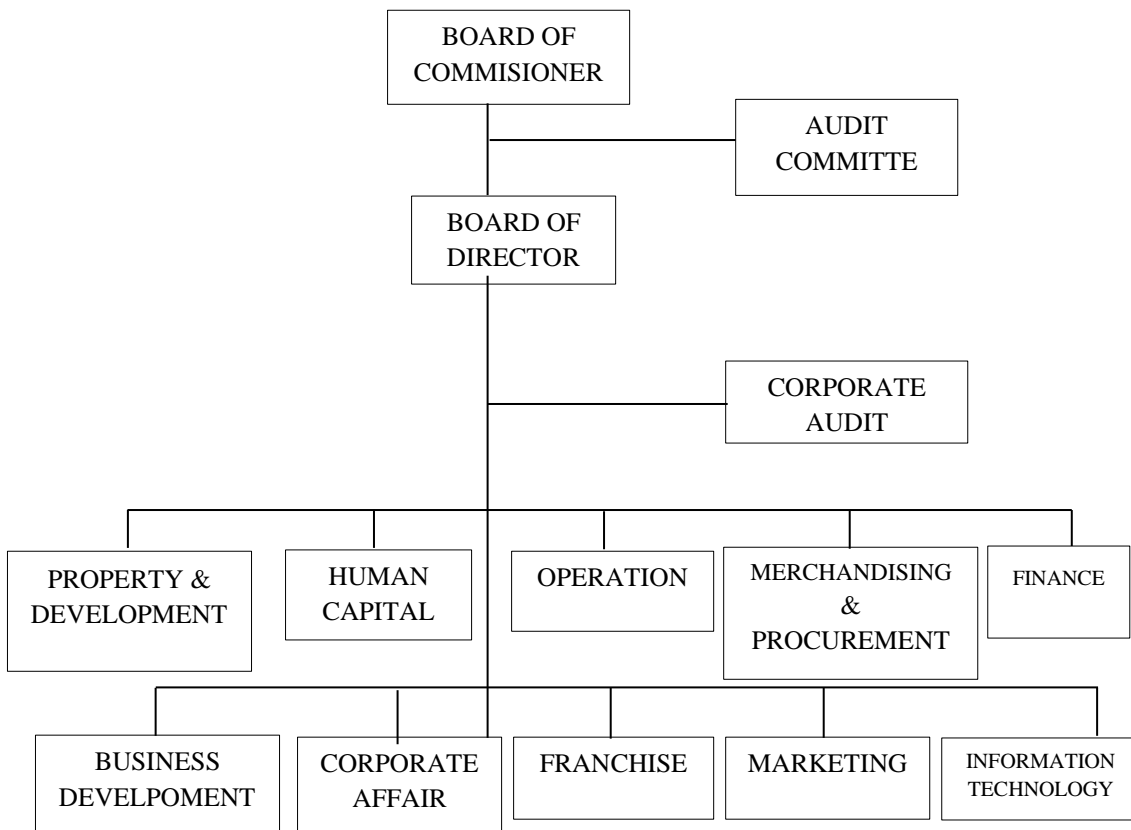 BOARD OF
COMMISIONER
AUDIT
COMMITTE
BOARD OF
DIRECTOR
CORPORATE
AUDIT
PROPERTY &
DEVELOPMENT
HUMAN
CAPITAL
OPERATION
MERCHANDISING
&
PROCUREMENT
FINANCE
BUSINESS
DEVELPOMENT
CORPORATE
AFFAIR
FRANCHISE
MARKETING
INFORMATION
TECHNOLOGY